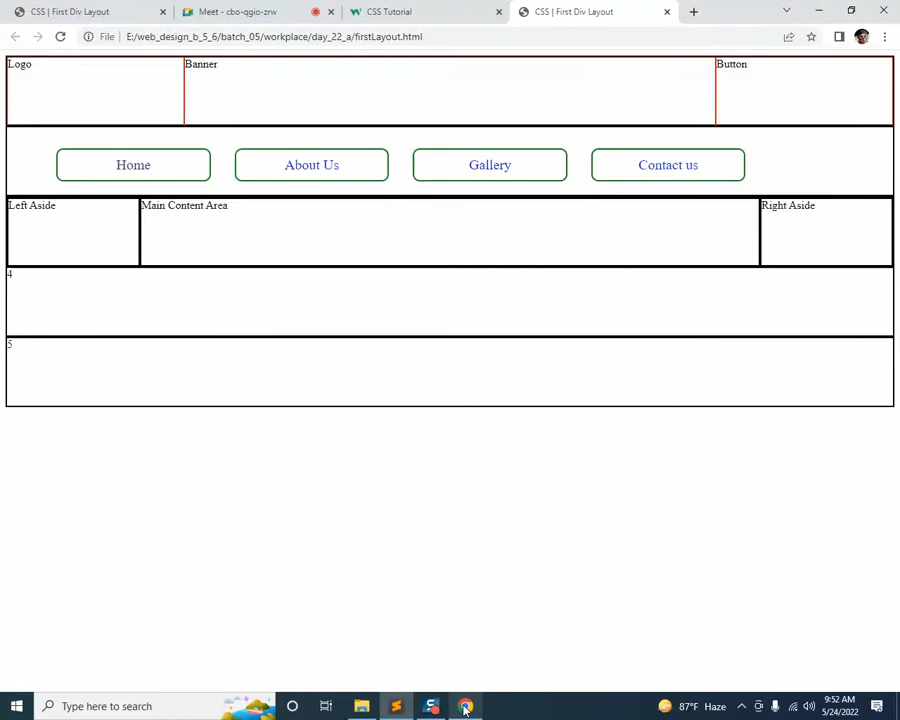 CSS | First Div Layout
Meet - cbo-qgio-zrw
CSS Tutorial
CSS | First Div Layout
File
E:/web_design_b_5_6/batch_05/workplace/day_22_a/firstLayout.html
Logo
Banner
Button
Home
About Us
Gallery
Contact us
Left Aside
Main Content Area
Right Aside
4
5
Type here to search
87°F Haze
9:52 AM
5/24/2022